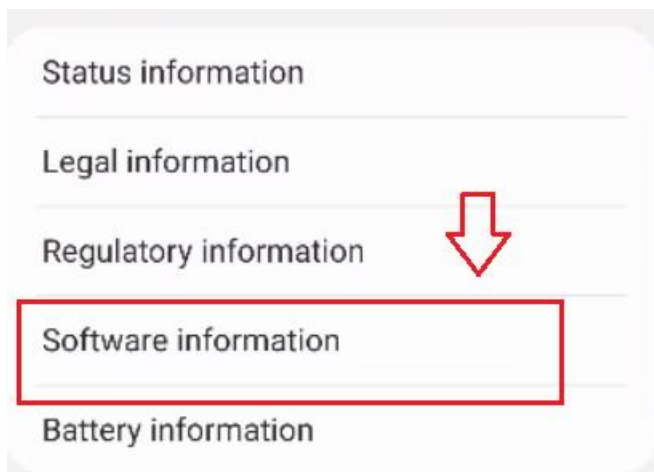 Status information
Legal information
Regulatory information
Software information
Battery information